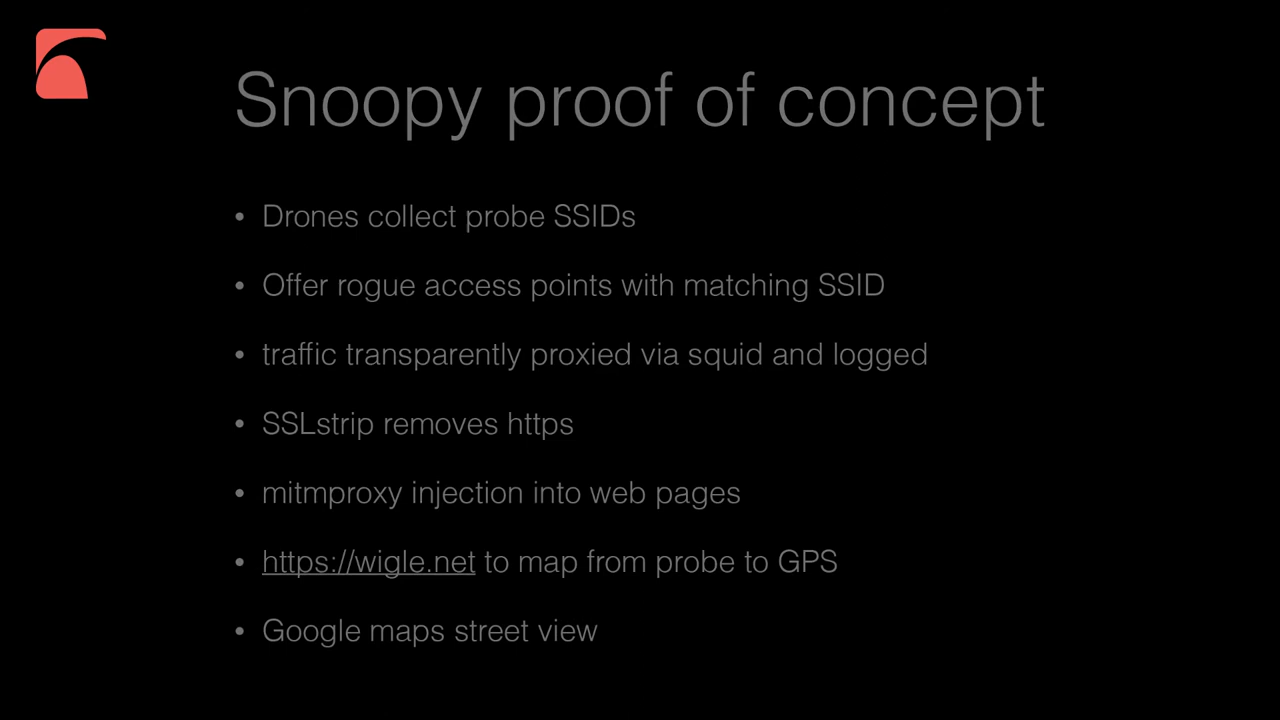 Snoopy proof of concept
• Drones collect probe SSIDs
• Offer rogue access points with matching SSID
• traffic transparently proxied via squid and logged
• SSLstrip removes https
• mitmproxy injection into web pages
• https://wigle.net to map from probe to GPS
• Google maps street view